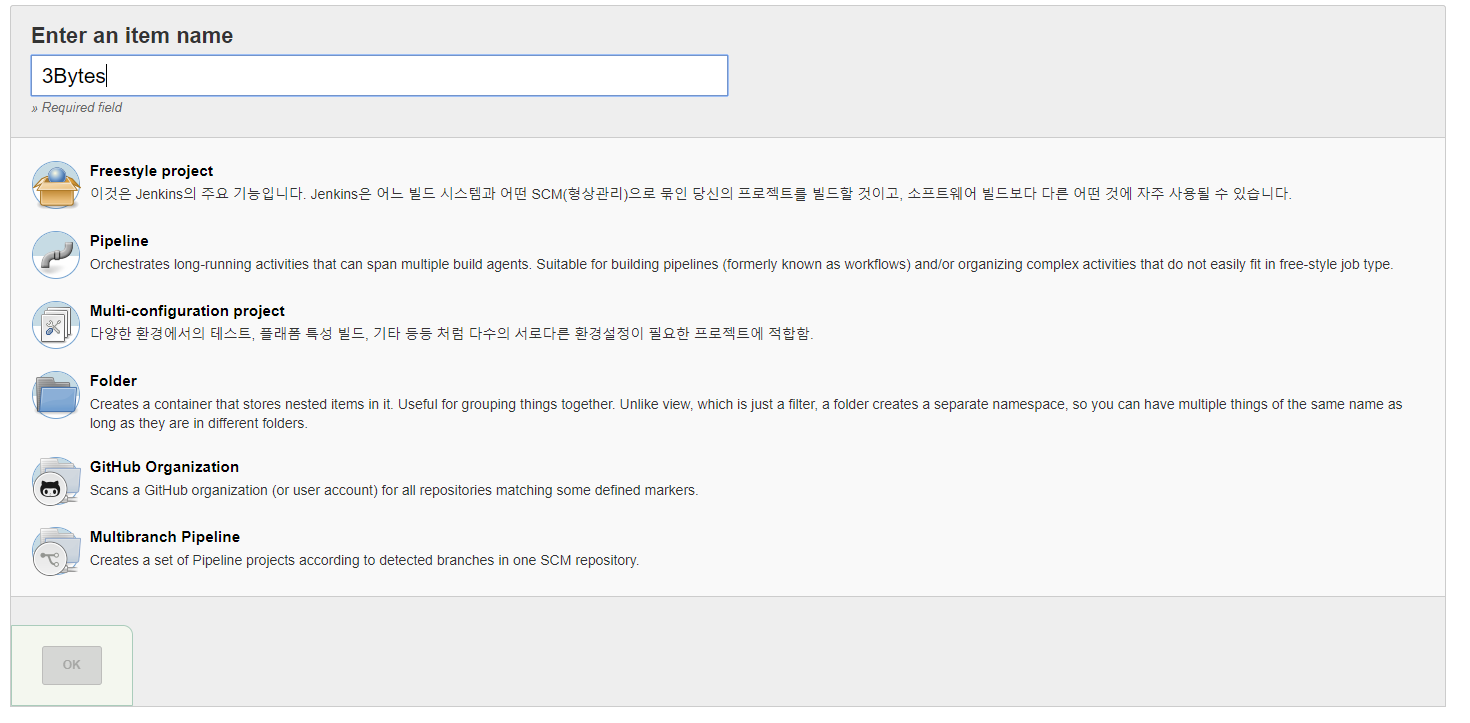 Enter an item name
3Bytes
» Required field
Freestyle project
이것은 Jenkins의 주요 기능입니다. Jenkins은 어느 빌드 시스템과 어떤 SCM(형상관리)으로 묶인 당신의 프로젝트를 빌드할 것이고, 소프트웨어 빌드보다 다른 어떤 것에 자주 사용될 수 있습니다.
Pipeline
Orchestrates long-running activities that can span multiple build agents. Suitable for building pipelines (formerly known as workflows) and/or organizing complex activities that do not easily fit in free-style job type.
Multi-configuration project
다양한 환경에서의 테스트, 플래폼 특성 빌드, 기타 등등 처럼 다수의 서로다른 환경설정이 필요한 프로젝트에 적합함.
Folder
Creates a container that stores nested items in it. Useful for grouping things together. Unlike view, which is just a filter, a folder creates a separate namespace, so you can have multiple things of the same name as
long as they are in different folders.
GitHub Organization
Scans a GitHub organization (or user account) for all repositories matching some defined markers.
Multibranch Pipeline
Creates a set of Pipeline projects according to detected branches in one SCM repository.
OK